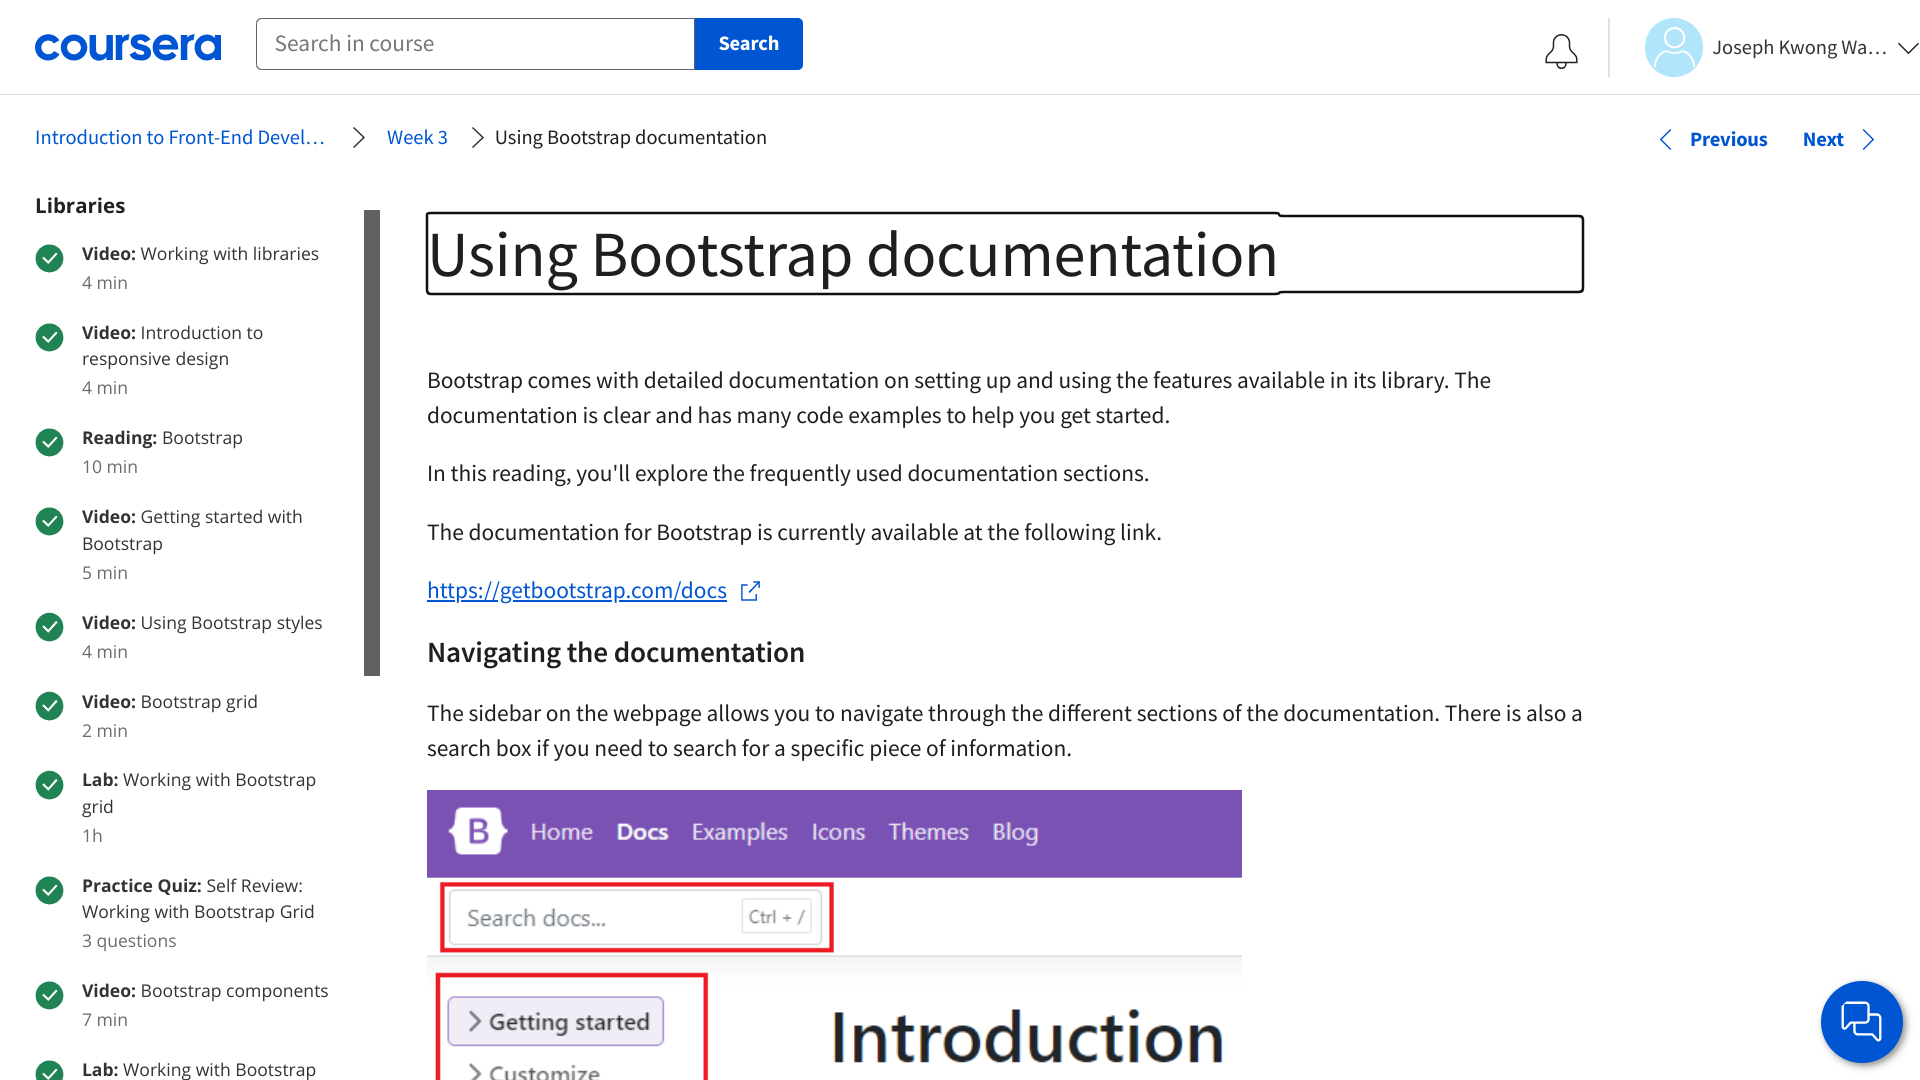 coursera
Search in course
Search
Joseph Kwong Wa...
Introduction to Front-End Devel...
Week 3
Using Bootstrap documentation
Previous
Next
Libraries
Video: Working with libraries
4 min
Video: Introduction to
responsive design
4 min
Reading: Bootstrap
10 min
Video: Getting started with
Bootstrap
5 min
Video: Using Bootstrap styles
4 min
Video: Bootstrap grid
2 min
Lab: Working with Bootstrap
grid
1h
Practice Quiz: Self Review:
Working with Bootstrap Grid
3 questions
Video: Bootstrap components
7 min
Lab: Working with Bootstrap
Using Bootstrap documentation
Bootstrap comes with detailed documentation on setting up and using the features available in its library. The
documentation is clear and has many code examples to help you get started.
In this reading, you'll explore the frequently used documentation sections.
The documentation for Bootstrap is currently available at the following link.
https://getbootstrap.com/docs
Navigating the documentation
The sidebar on the webpage allows you to navigate through the different sections of the documentation. There is also a
search box if you need to search for a specific piece of information.
B Home Docs Examples Icons Themes Blog
Search docs... Ctrl + /
Getting started
Customize
Introduction